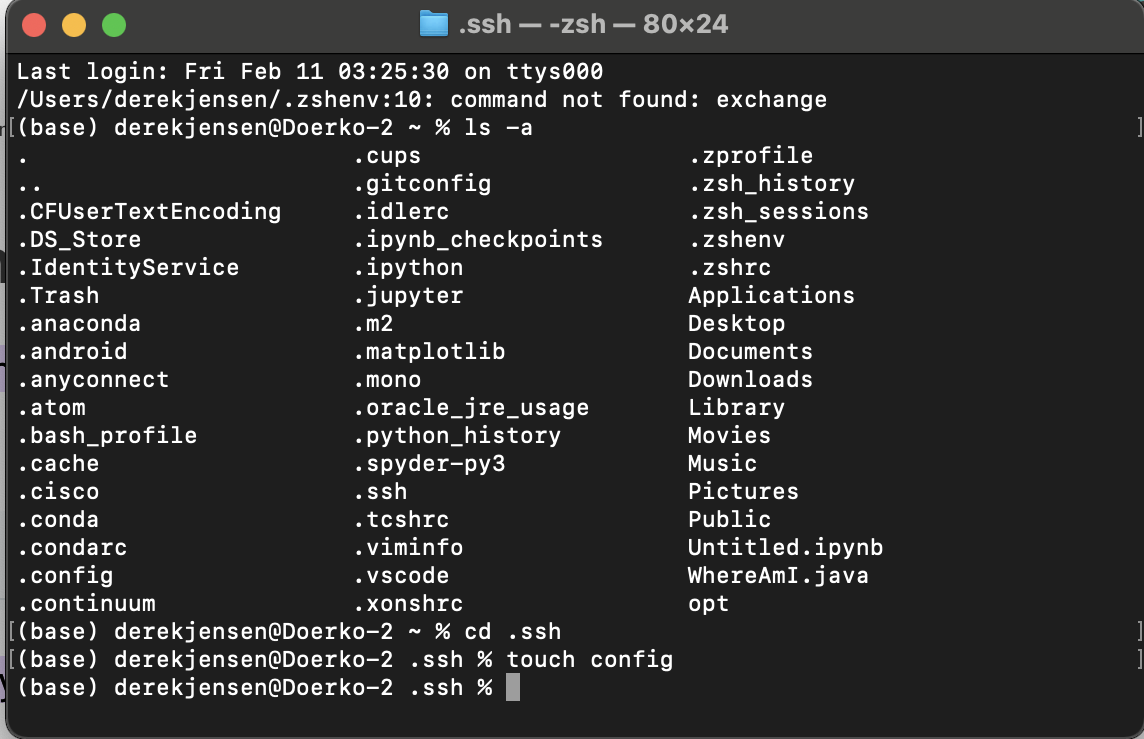 .ssh — -zsh — 80×24
Last login: Fri Feb 11 03:25:30 on ttys000
/Users/derekjensen/.zshenv:10: command not found: exchange
[(base) derekjensen@Doerko-2 ~ % ls -a ]
. .cups .zprofile
.. .gitconfig .zsh_history
.CFUserTextEncoding .idlerc .zsh_sessions
.DS_Store .ipynb_checkpoints .zshenv
.IdentityService .ipython .zshrc
.Trash .jupyter Applications
.anaconda .m2 Desktop
.android .matplotlib Documents
.anyconnect .mono Downloads
.atom .oracle_jre_usage Library
.bash_profile .python_history Movies
.cache .spyder-py3 Music
.cisco .ssh Pictures
.conda .tcshrc Public
.condarc .viminfo Untitled.ipynb
.config .vscode WhereAmI.java
.continuum .xonshrc opt
[(base) derekjensen@Doerko-2 ~ % cd .ssh ]
[(base) derekjensen@Doerko-2 .ssh % touch config ]
(base) derekjensen@Doerko-2 .ssh %